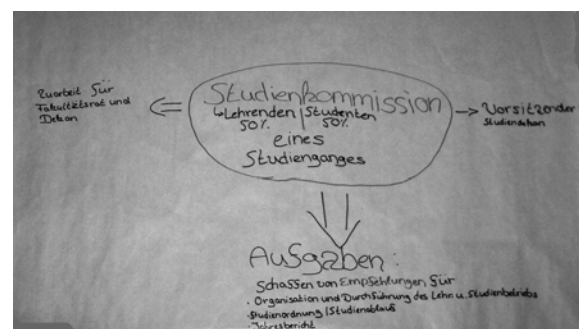 Zuarbeit für
Fakultätsrat und
Dekan
Studienkommission
↳Lehrenden | Studenten
50% 50%
eines
Studienganges
Vorsitzender
Studiendekan
Aufgaben:
Schaffen von Empfehlungen für
· Organisation und Durchführung des Lehr u. Studienbetriebs
·Studienordnung / Studienablauf
·Jahresbericht